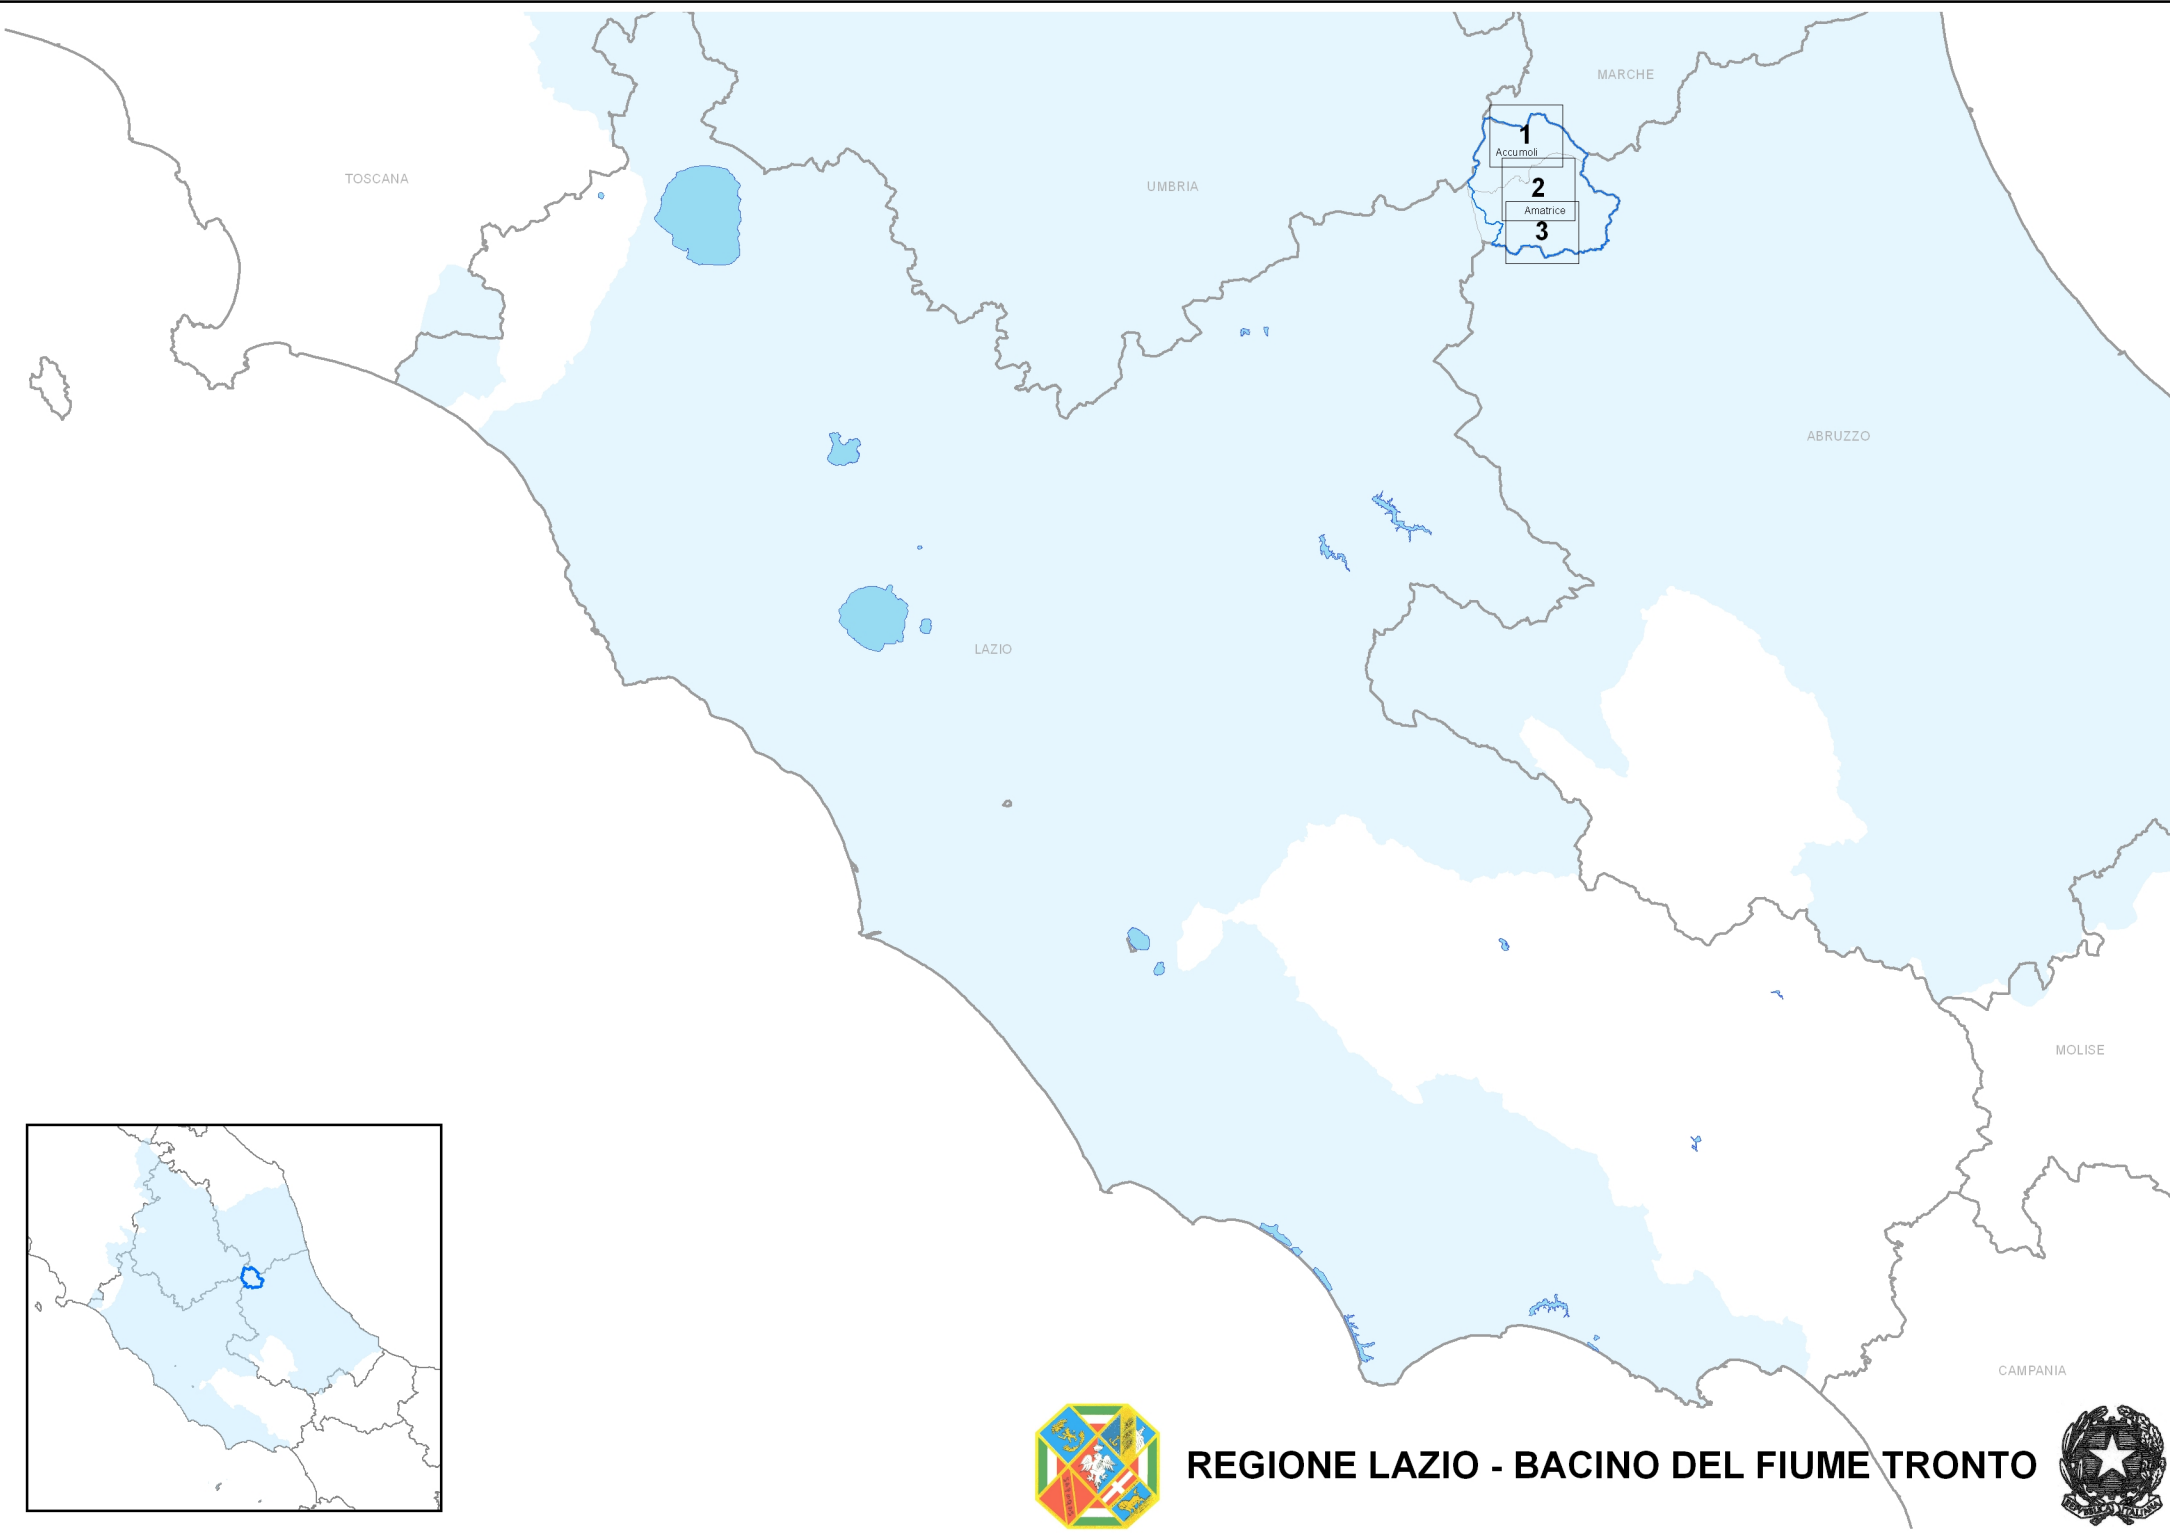 MARCHE
1
Accumoli
TOSCANA
UMBRIA
2
Amatrice
3
ABRUZZO
LAZIO
MOLISE
CAMPANIA
REGIONE LAZIO - BACINO DEL FIUME TRONTO